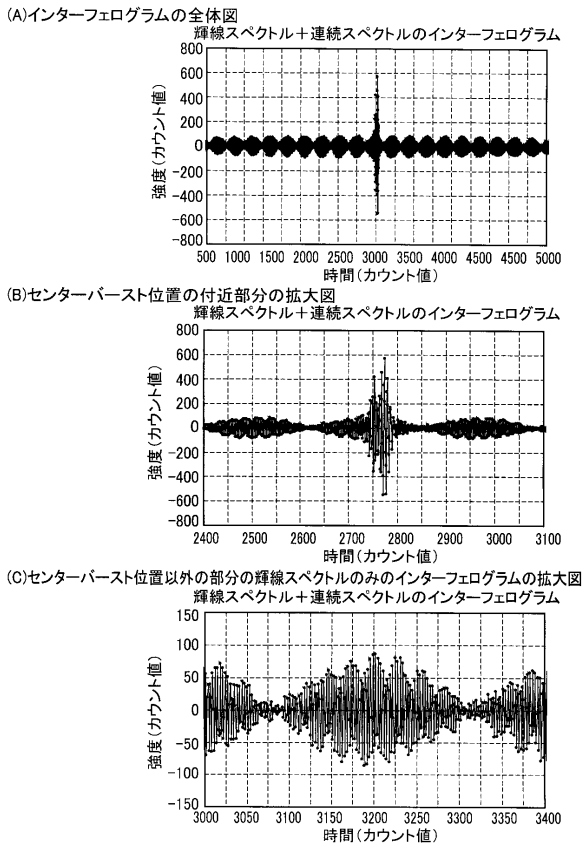 (A)インターフェログラムの全体図
輝線スペクトル+連続スペクトルのインターフェログラム
800
600
400
200
0
-200
-400
-600
-800
強度(カウント値)
500 1000 1500 2000 2500 3000 3500 4000 4500 4500 5000
時間(カウント値)
(B)センターバースト位置の付近部分の拡大図
輝線スペクトル+連続スペクトルのインターフェログラム
800
600
400
200
0
-200
-400
-600
-800
強度(カウント値)
2400 2500 2600 2700 2800 2900 3000 3100
時間(カウント値)
(C)センターバースト位置以外の部分の輝線スペクトルのみのインターフェログラムの拡大図
輝線スペクトル+連続スペクトルのインターフェログラム
150
100
50
0
-50
-100
-150
強度(カウント値)
3000 3050 3100 3150 3200 3250 3300 3350 3400
時間(カウント値)